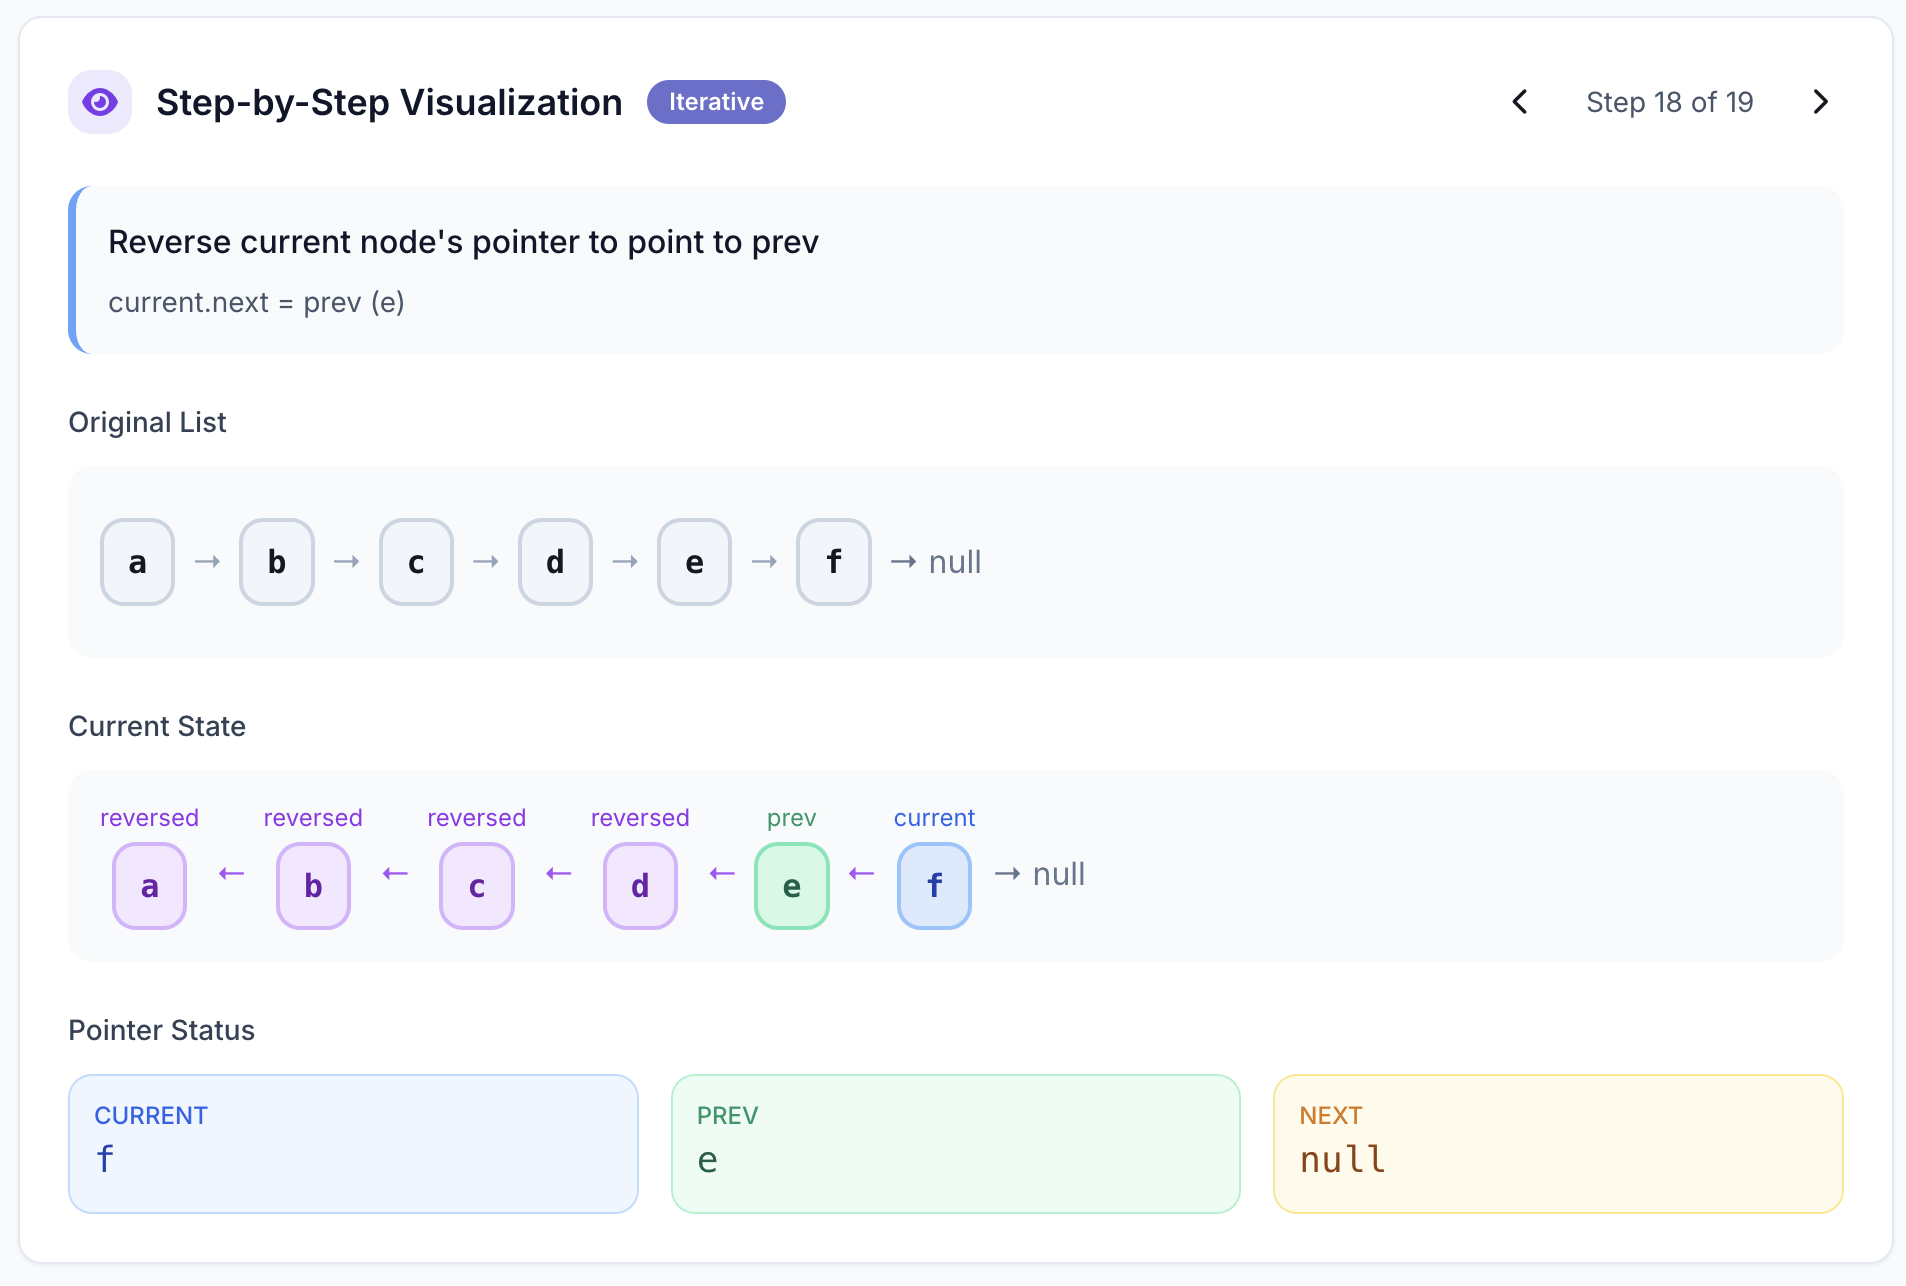 Step-by-Step Visualization Iterative Step 18 of 19
Reverse current node's pointer to point to prev
current.next = prev (e)
Original List
a → b → c → d → e → f → null
Current State
reversed reversed reversed reversed prev current
a ← b ← c ← d ← e ← f → null
Pointer Status
CURRENT PREV NEXT
f e null